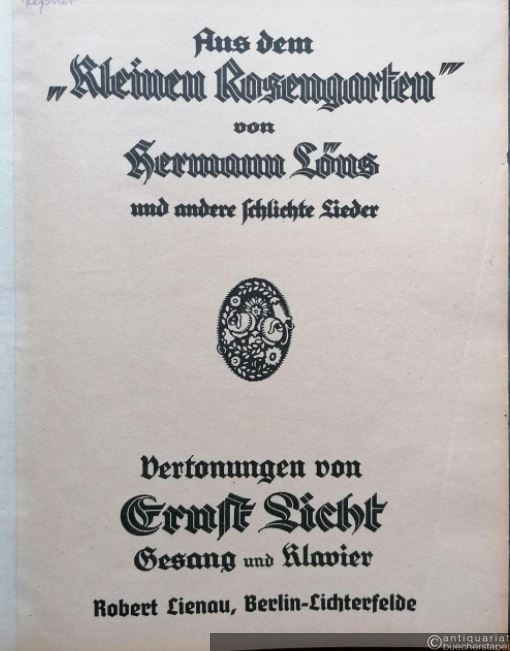 Aus dem
„Kleinen Rosengarten”
von
Hermann Löns
und andere schlichte Lieder
Vertonungen von
Ernst Licht
Gesang und Klavier
Robert Lienau, Berlin-Lichterfelde
©antiquariat
buecherstapel